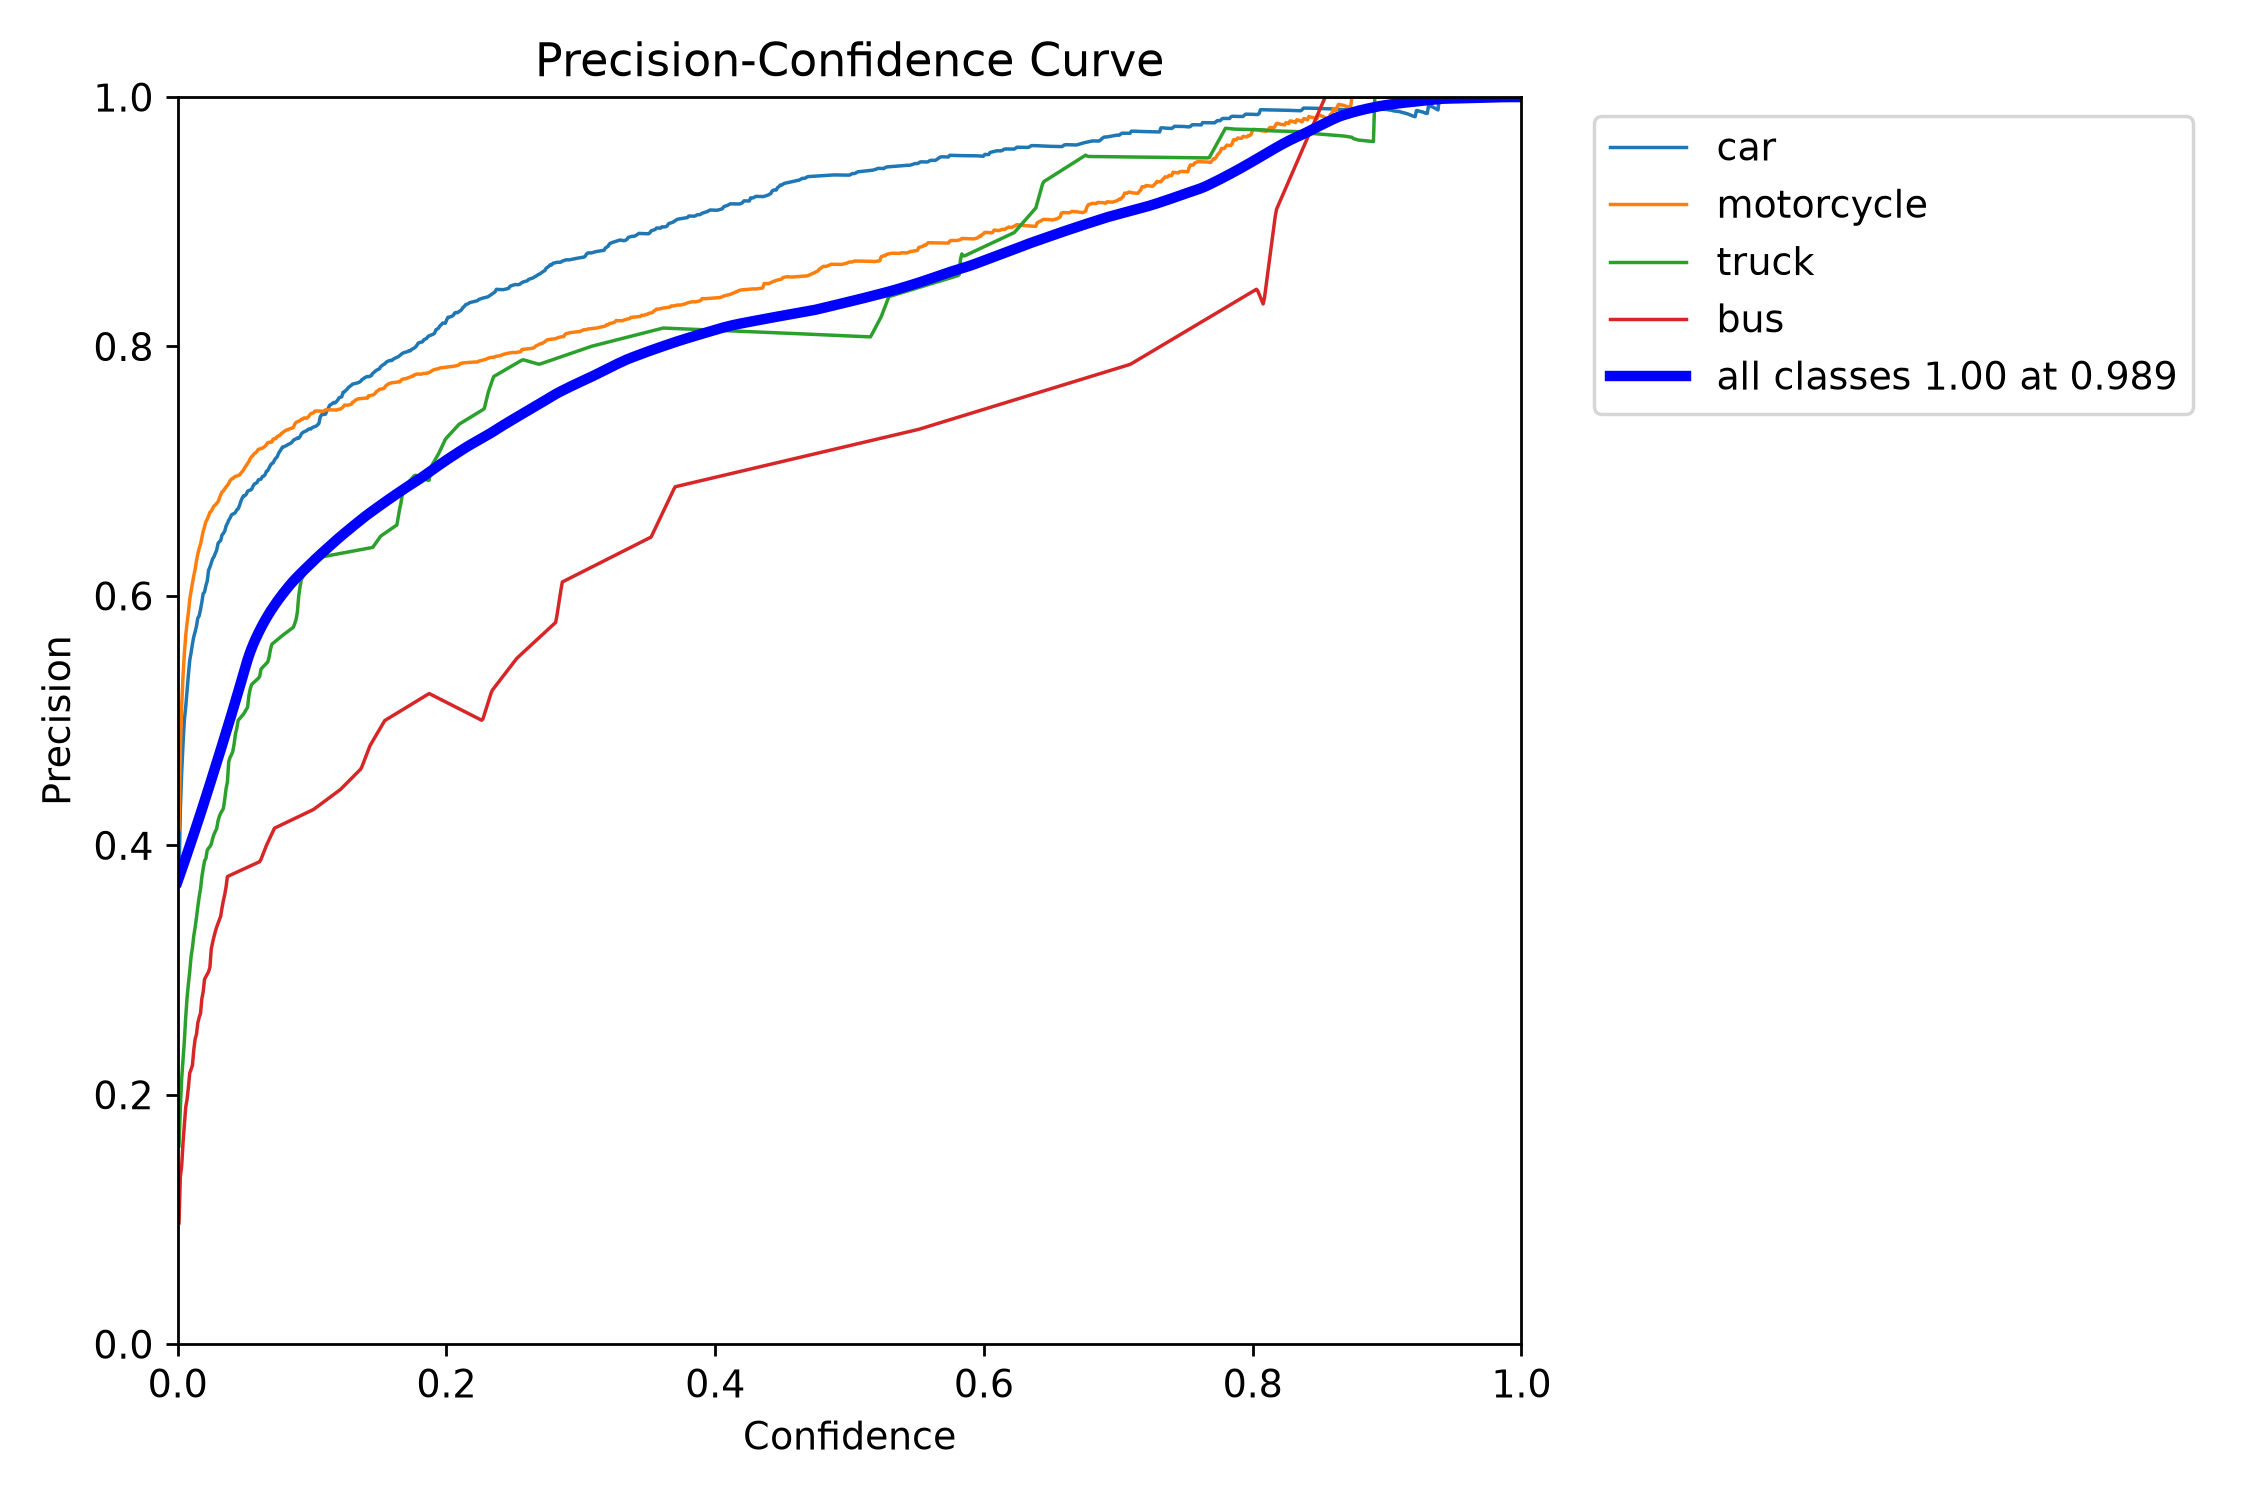 Precision-Confidence Curve
1.0
0.8
0.6
0.4
0.2
0.0
Precision
0.0 0.2 0.4 0.6 0.8 1.0
Confidence
car
motorcycle
truck
bus
all classes 1.00 at 0.989